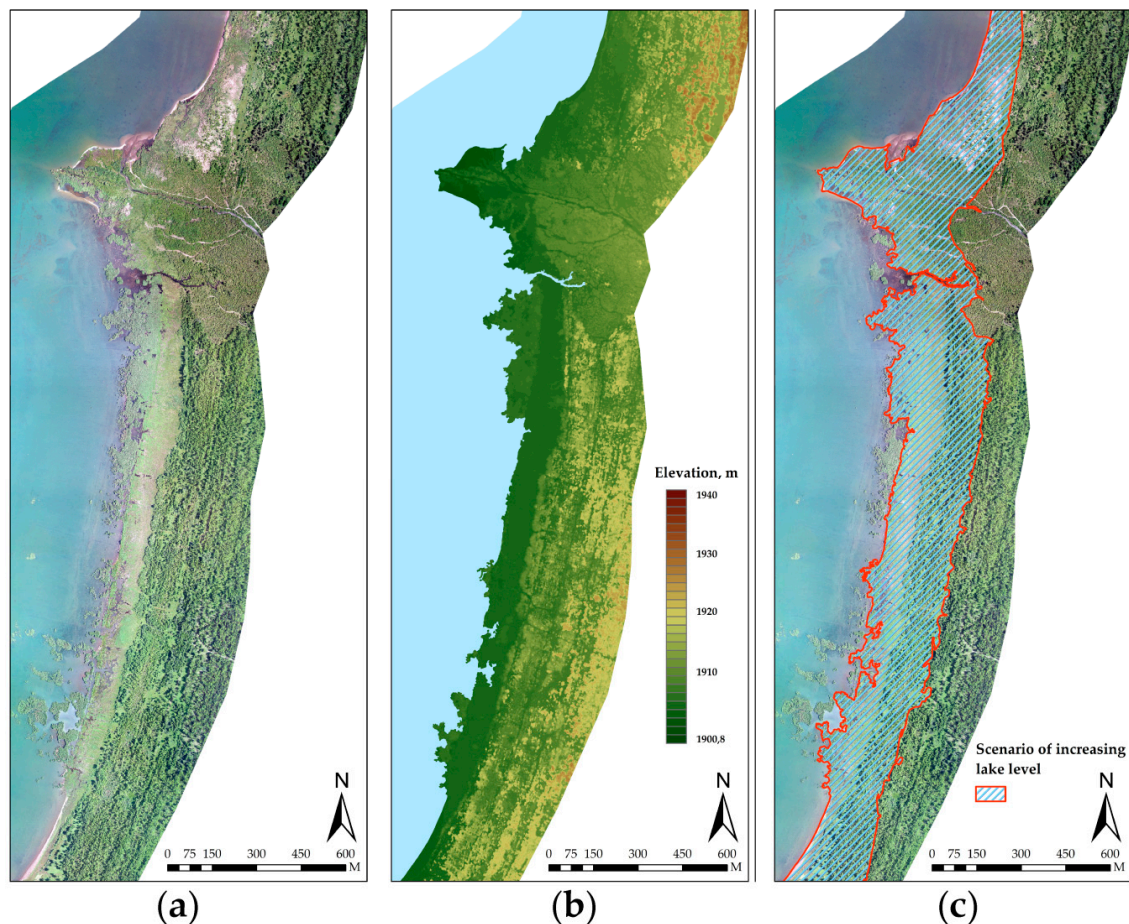 Elevation, m
1940
1930
1920
1910
1900,8
Scenario of increasing
lake level
N
0 75 150 300 450 600
M
N
0 75 150 300 450 600
M
N
0 75 150 300 450 600
M
(a)
(b)
(c)